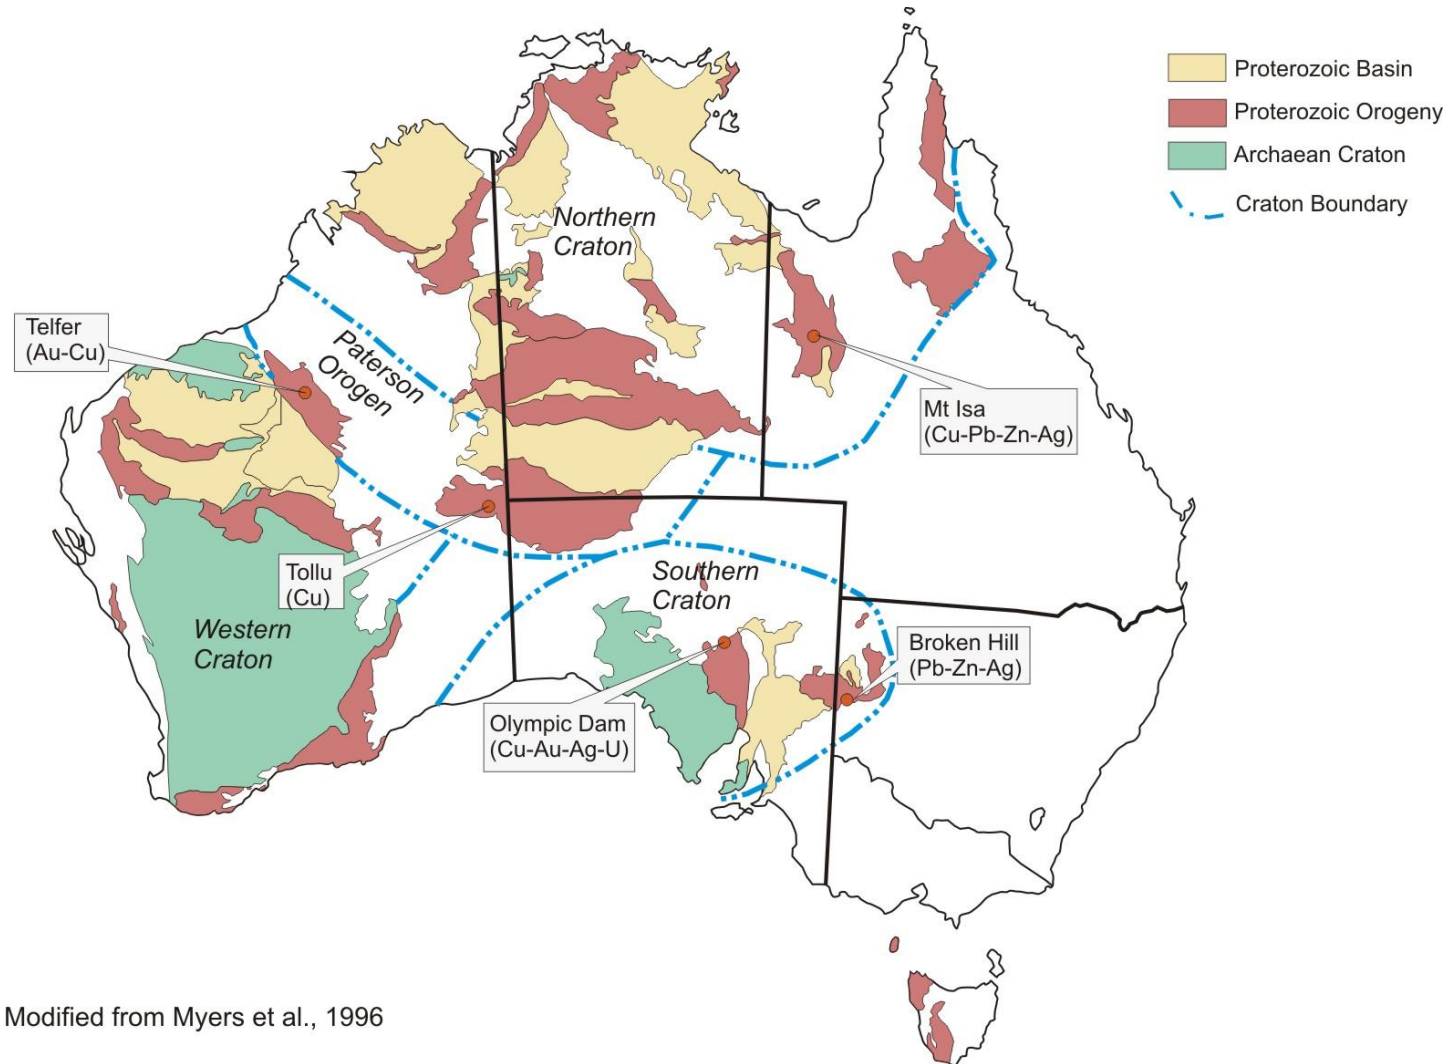 Proterozoic Basin
Proterozoic Orogeny
Archaean Craton
Craton Boundary
Northern
Craton
Telfer
(Au-Cu)
Paterson
Orogen
Mt Isa
(Cu-Pb-Zn-Ag)
Tollu
(Cu)
Southern
Craton
Western
Craton
Broken Hill
(Pb-Zn-Ag)
Olympic Dam
(Cu-Au-Ag-U)
Modified from Myers et al., 1996